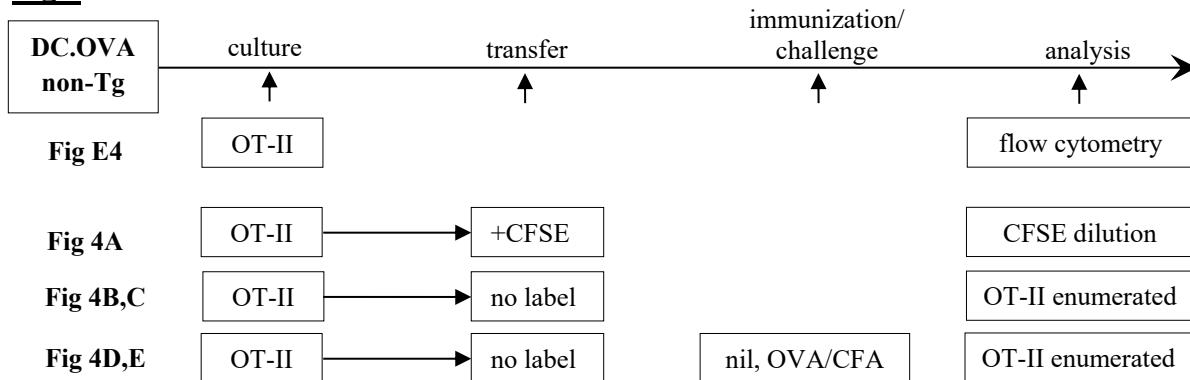 immunization/
DC.OVA culture transfer challenge analysis
non-Tg
Fig E4 OT-II flow cytometry
Fig 4A OT-II +CFSE CFSE dilution
Fig 4B,C OT-II no label OT-II enumerated
Fig 4D,E OT-II no label nil, OVA/CFA OT-II enumerated